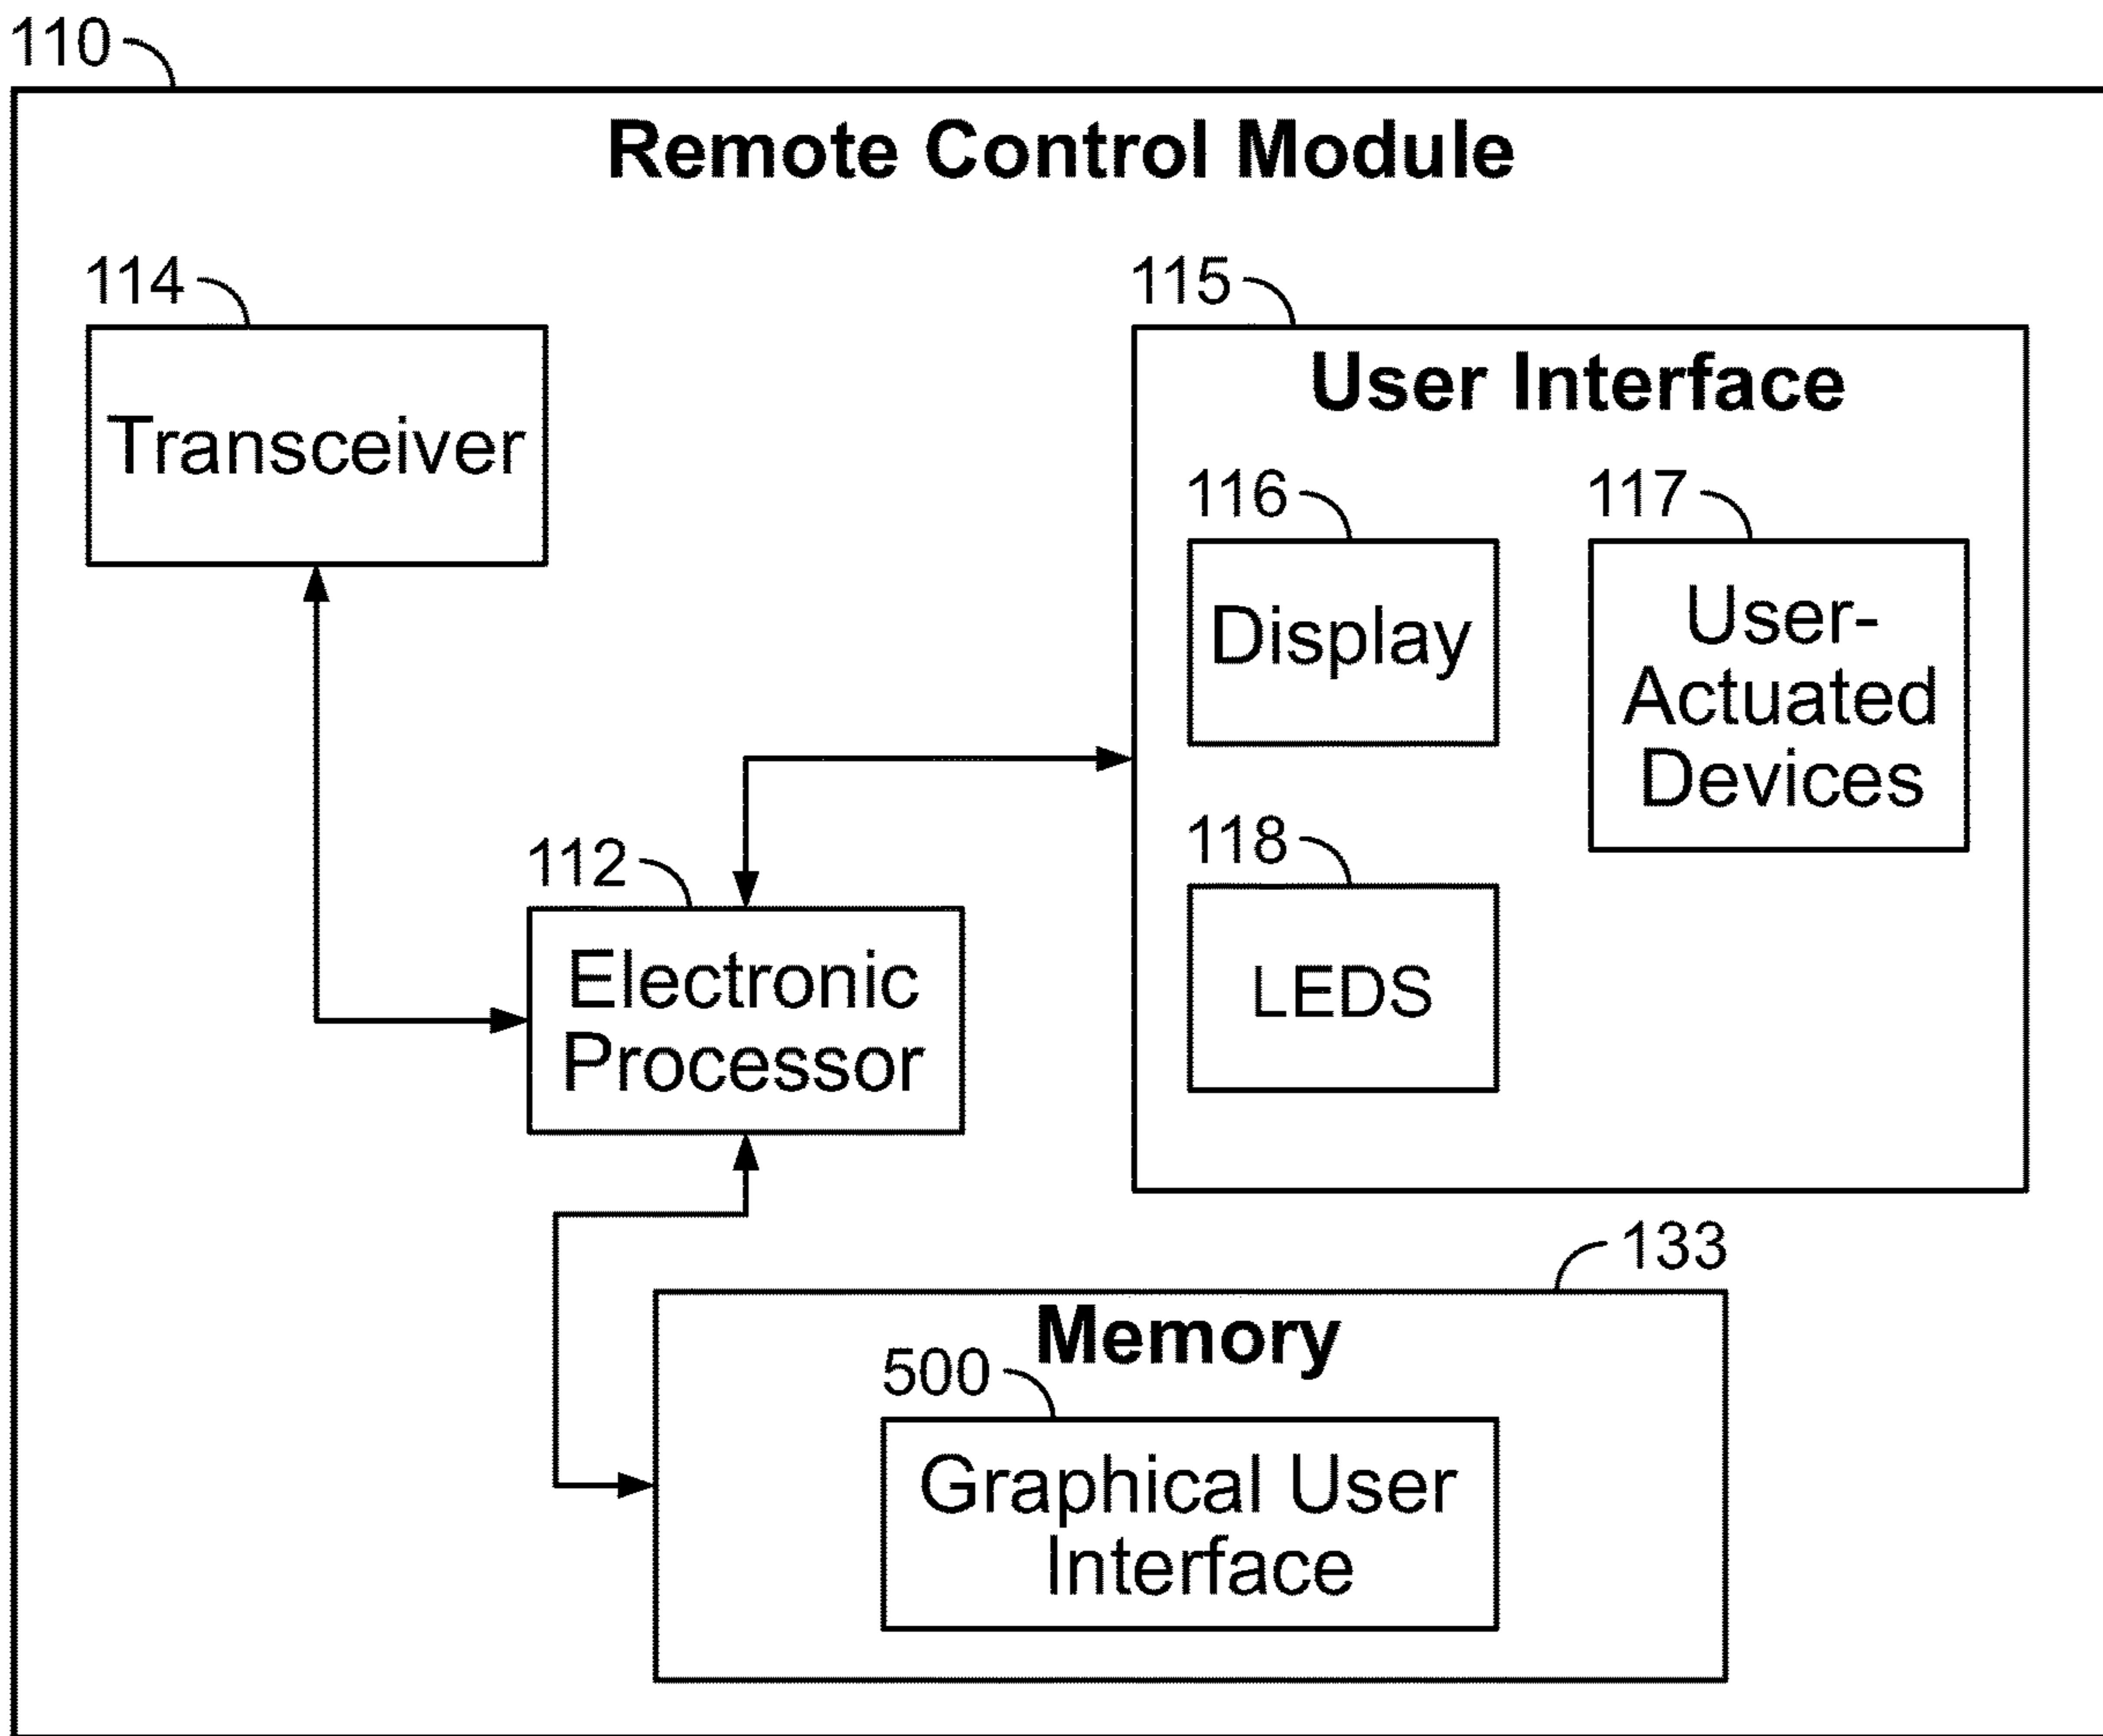 110
Remote Control Module
114
Transceiver
115
User Interface
116
Display
117
User-
Actuated
Devices
118
LEDS
112
Electronic
Processor
133
Memory
500
Graphical User
Interface